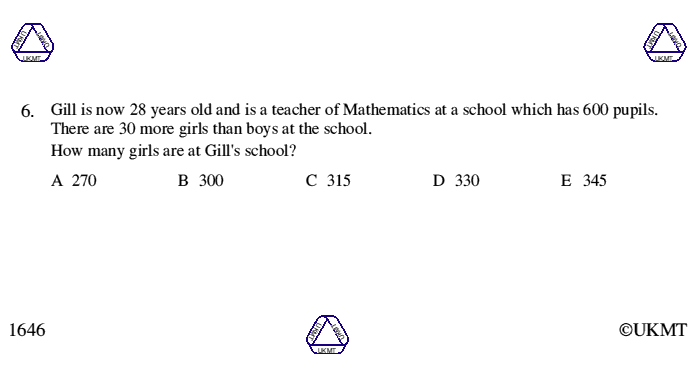 UKMT UKMT UKMT
UKMT UKMT UKMT
6. Gill is now 28 years old and is a teacher of Mathematics at a school which has 600 pupils.
There are 30 more girls than boys at the school.
How many girls are at Gill's school?
A 270 B 300 C 315 D 330 E 345
1646
UKMT UKMT UKMT
©UKMT